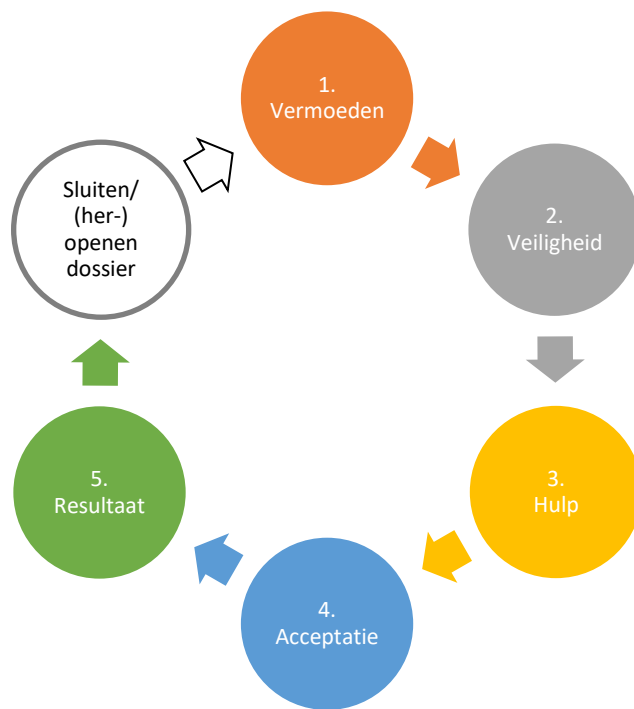 1.
Vermoeden
2.
Veiligheid
3.
Hulp
4.
Acceptatie
5.
Resultaat
Sluiten/
(her-)
openen
dossier